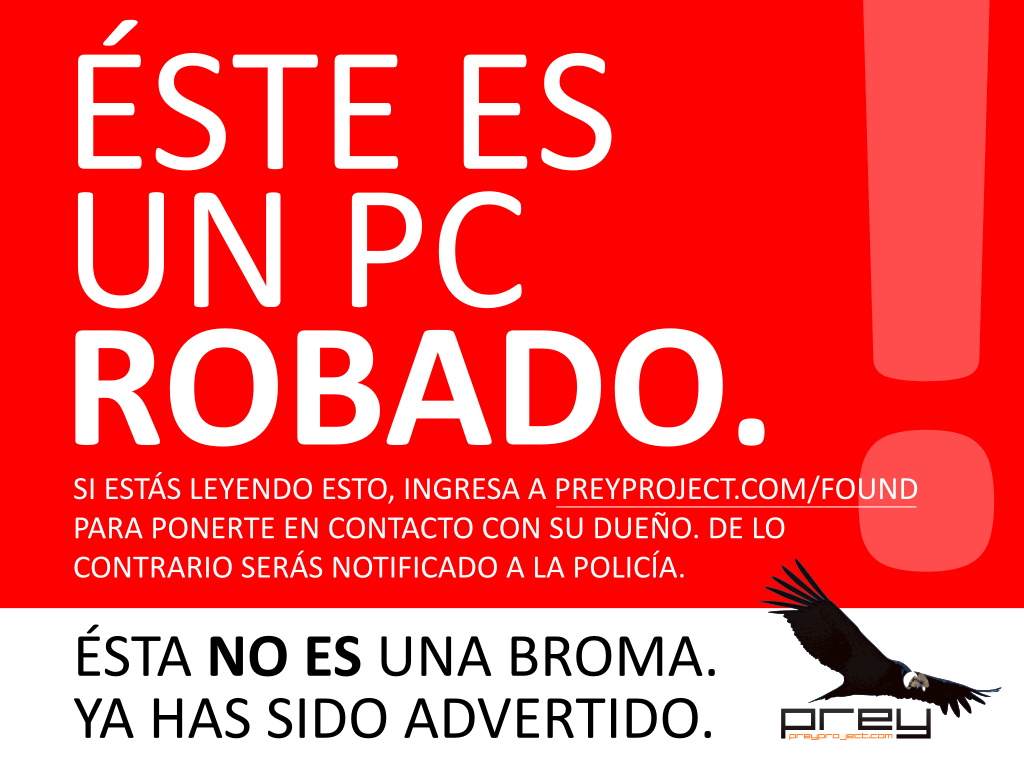 ÉSTE ES
UN PC
ROBADO.
SI ESTÁS LEYENDO ESTO, INGRESA A PREYPROJECT.COM/FOUND
PARA PONERTE EN CONTACTO CON SU DUEÑO. DE LO
CONTRARIO SERÁS NOTIFICADO A LA POLICÍA.
!
ÉSTA NO ES UNA BROMA.
YA HAS SIDO ADVERTIDO.
prey
preyproject.com